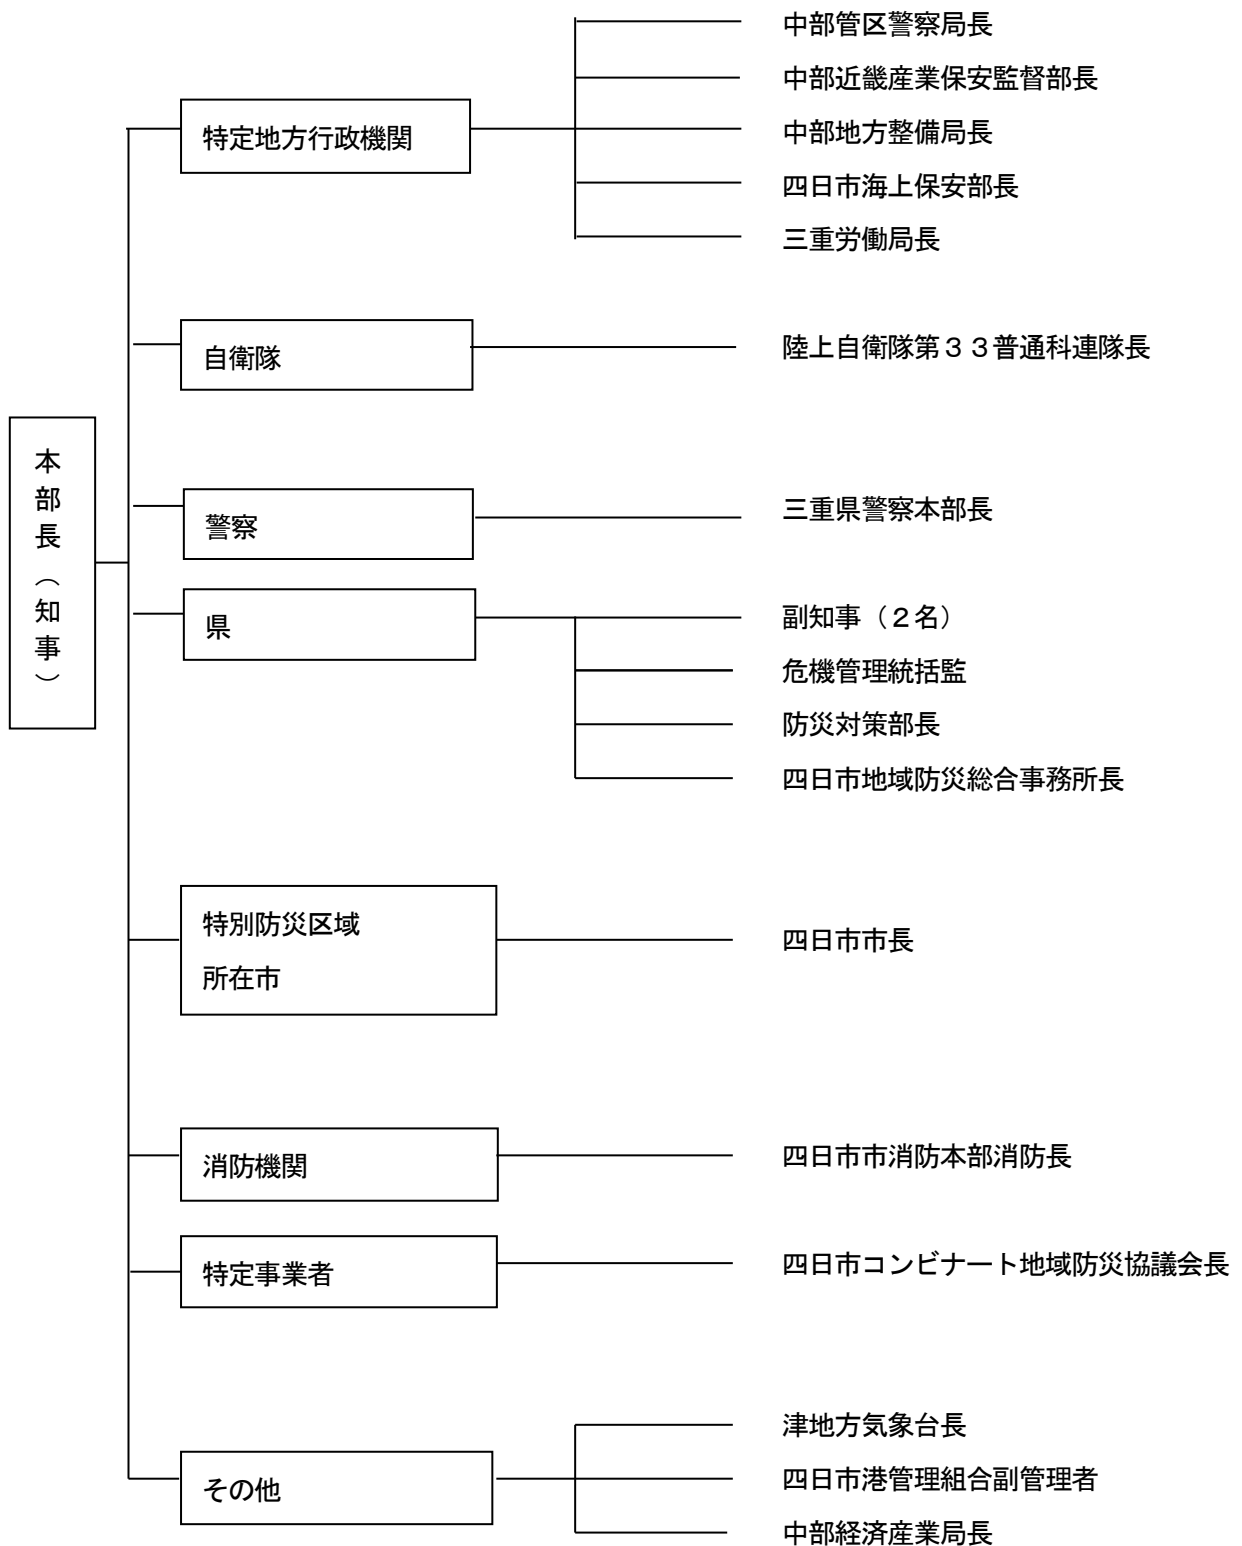 本部長（知事）
特定地方行政機関
中部管区警察局長
中部近畿産業保安監督部長
中部地方整備局長
四日市海上保安部長
三重労働局長
自衛隊
陸上自衛隊第３３普通科連隊長
警察
三重県警察本部長
県
副知事（２名）
危機管理統括監
防災対策部長
四日市地域防災総合事務所長
特別防災区域
所在市
四日市市長
消防機関
四日市市消防本部消防長
特定事業者
四日市コンビナート地域防災協議会長
その他
津地方気象台長
四日市港管理組合副管理者
中部経済産業局長